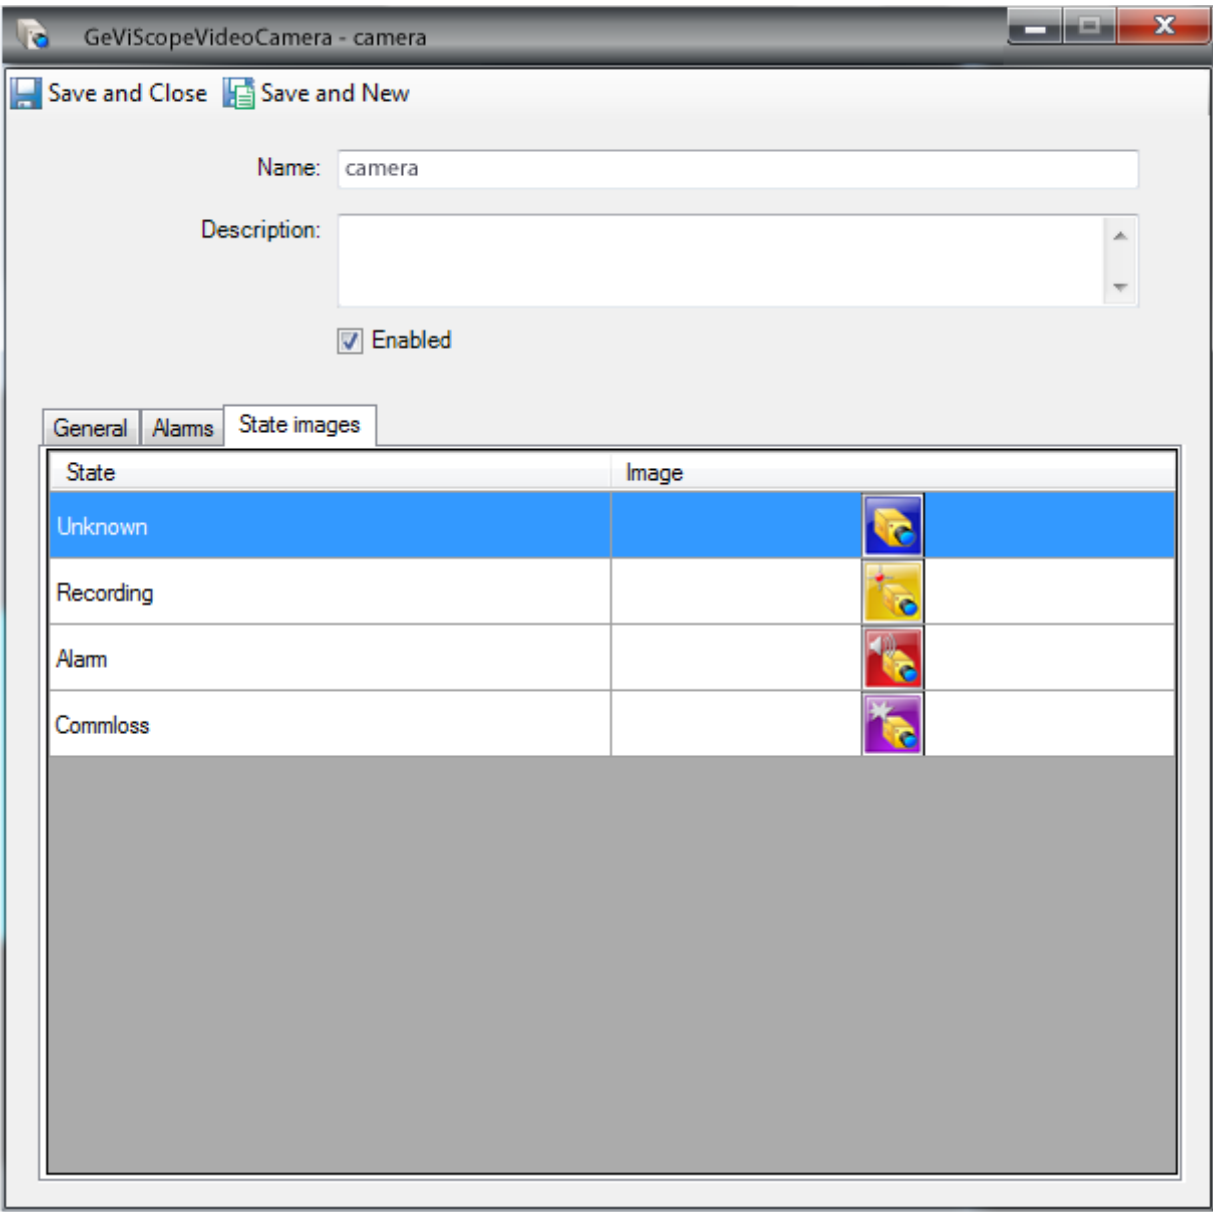 GeViScopeVideoCamera - camera
Save and Close Save and New
Name: camera
Description:
Enabled
General Alarms State images
State Image
Unknown
Recording
Alarm
Commloss